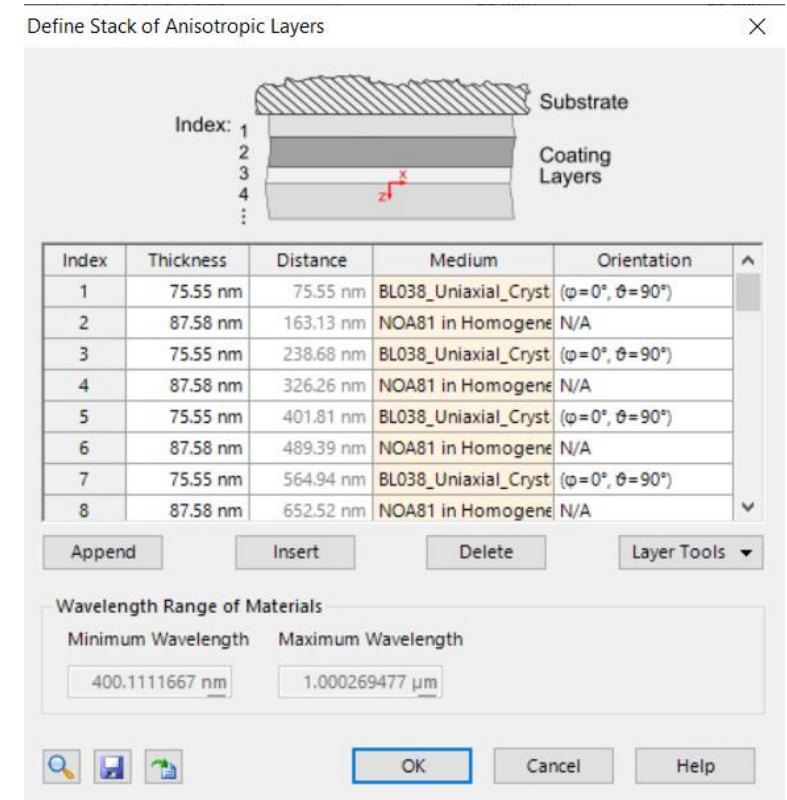 Define Stack of Anisotropic Layers
Substrate
Index: 1
2
3
4
⋮
Coating
Layers
x
z
Index Thickness Distance Medium Orientation
1 75.55 nm 75.55 nm BL038_Uniaxial_Cryst (φ=0°, ϑ=90°)
2 87.58 nm 163.13 nm NOA81 in Homogene N/A
3 75.55 nm 238.68 nm BL038_Uniaxial_Cryst (φ=0°, ϑ=90°)
4 87.58 nm 326.26 nm NOA81 in Homogene N/A
5 75.55 nm 401.81 nm BL038_Uniaxial_Cryst (φ=0°, ϑ=90°)
6 87.58 nm 489.39 nm NOA81 in Homogene N/A
7 75.55 nm 564.94 nm BL038_Uniaxial_Cryst (φ=0°, ϑ=90°)
8 87.58 nm 652.52 nm NOA81 in Homogene N/A
Append Insert Delete Layer Tools
Wavelength Range of Materials
Minimum Wavelength Maximum Wavelength
400.1111667 nm 1.000269477 µm
OK Cancel Help